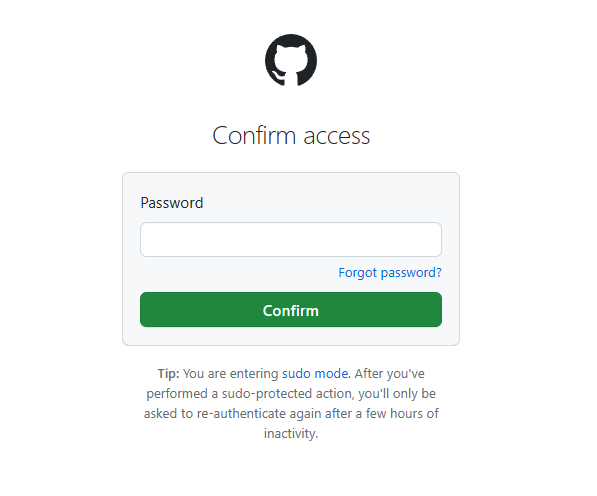 Confirm access
Password
Forgot password?
Confirm
Tip: You are entering sudo mode. After you've
performed a sudo-protected action, you'll only be
asked to re-authenticate again after a few hours of
inactivity.